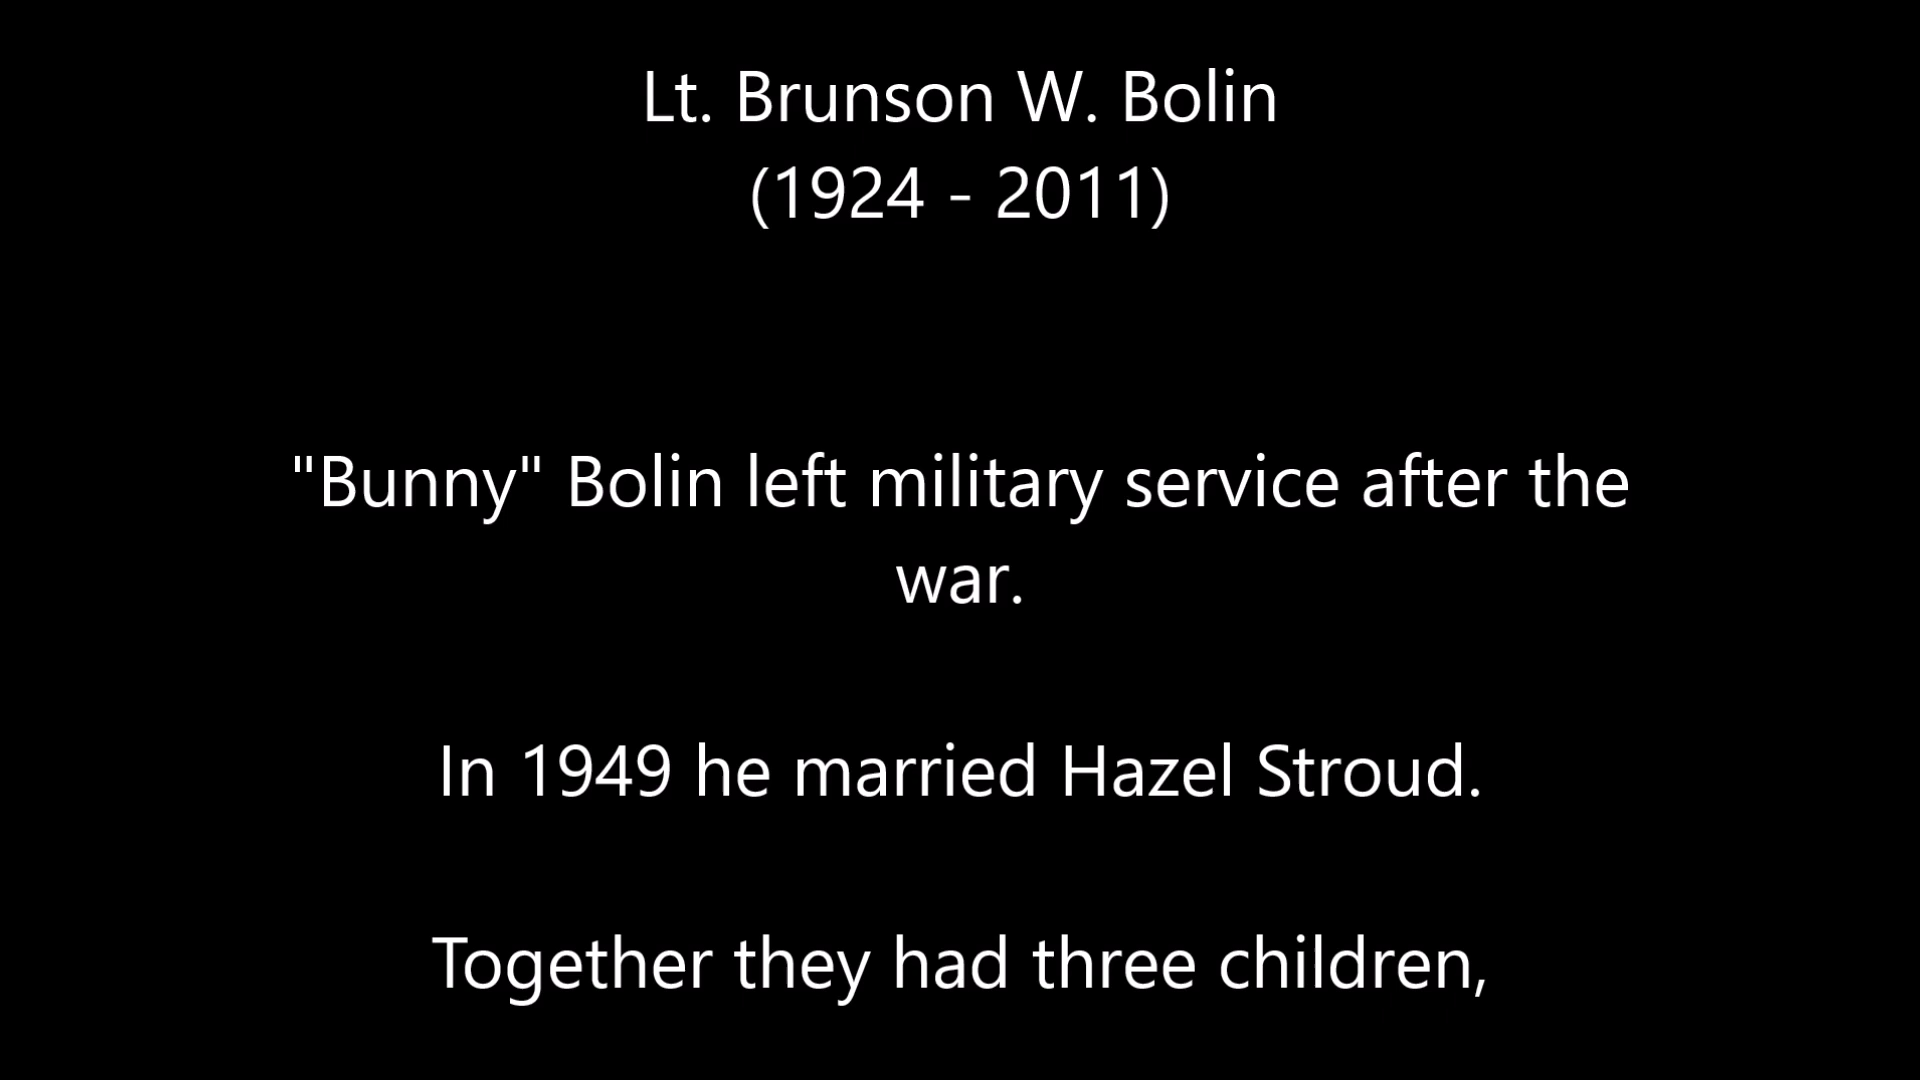 Lt. Brunson W. Bolin
(1924 - 2011)
"Bunny" Bolin left military service after the
war.
In 1949 he married Hazel Stroud.
Together they had three children,